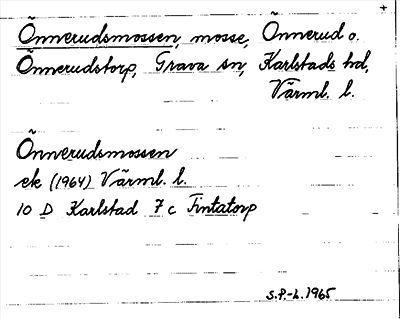 +
Önnerudsmossen, mosse, Önnerud o.
Önnerudstorp, Grava sn, Karlstads hd,
Värml. l.
Önnerudsmossen
ek (1964) Värml. l.
10 D Karlstad 7 c Fintatorp
S.P.-L. 1965